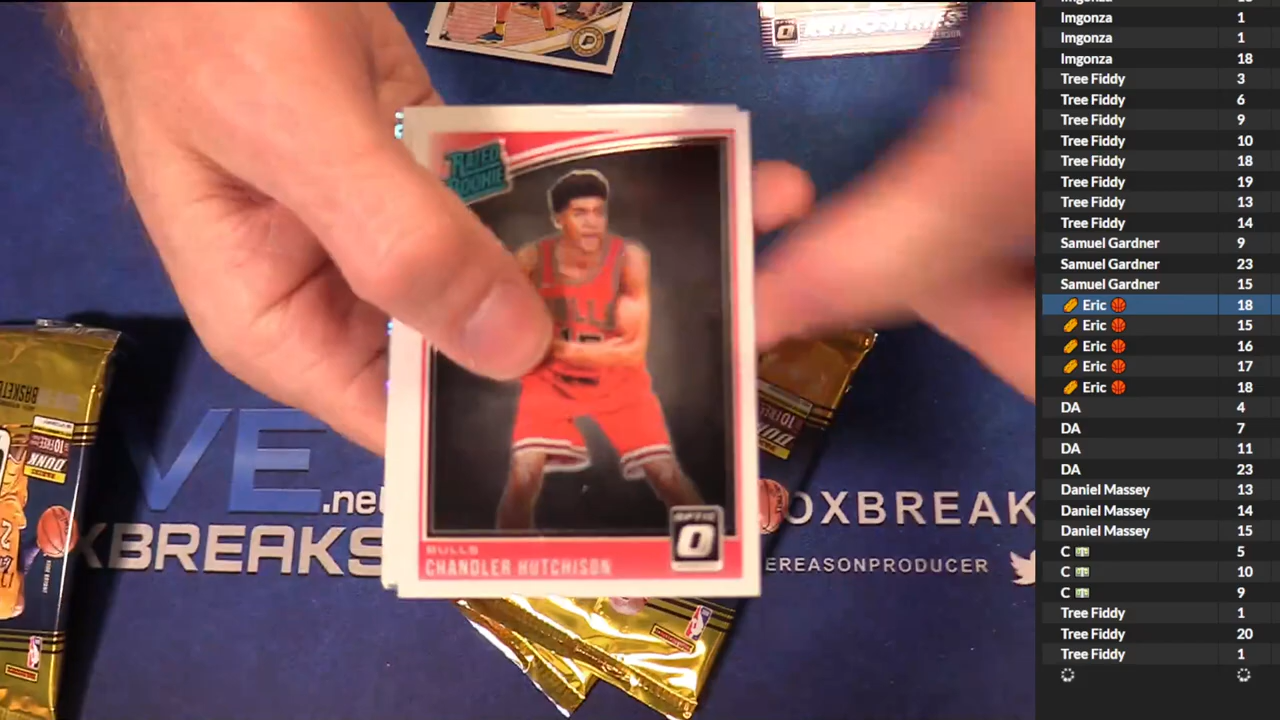 Imgonza 1
Imgonza 1
Imgonza 18
Tree Fiddy 3
Tree Fiddy 6
Tree Fiddy 9
Tree Fiddy 10
Tree Fiddy 18
Tree Fiddy 19
Tree Fiddy 13
Tree Fiddy 14
Samuel Gardner 9
Samuel Gardner 23
Samuel Gardner 15
Eric 18
Eric 15
Eric 16
Eric 17
Eric 18
DA 4
DA 7
DA 11
DA 23
Daniel Massey 13
Daniel Massey 14
Daniel Massey 15
C 5
C 10
C 9
Tree Fiddy 1
Tree Fiddy 20
Tree Fiddy 1
RATED
ROOKIE
OPTIC
BULLS
CHANDLER HUTCHISON
VE.net
XBREAKS
OXBREAK
EREASONPRODUCER
DUNK